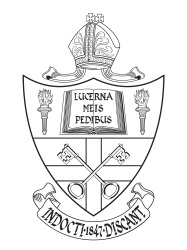 LUCERNA
MEIS
PEDIBUS
INDOCTI·1847·DISCANT